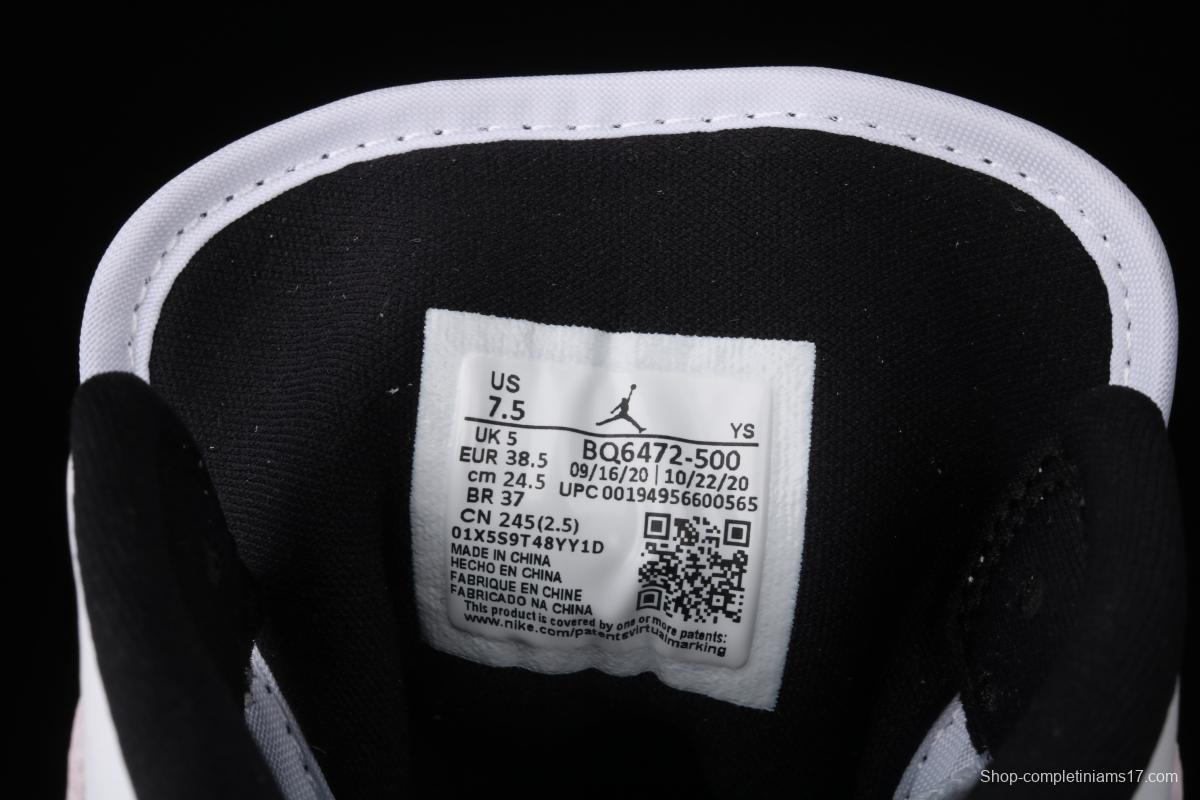 US
7.5
YS
UK 5
EUR 38.5
cm 24.5
BR 37
CN 245(2.5)
BQ6472-500
09/16/20 | 10/22/20
UPC 00194956600565
01X5S9T48YY1D
MADE IN CHINA
HECHO EN CHINA
FABRIQUE EN CHINE
FABRICADO NA CHINA
This product is covered by one or more patents:
www.nike.com/patentsvirtualmarking
Shop-completiniams17.com